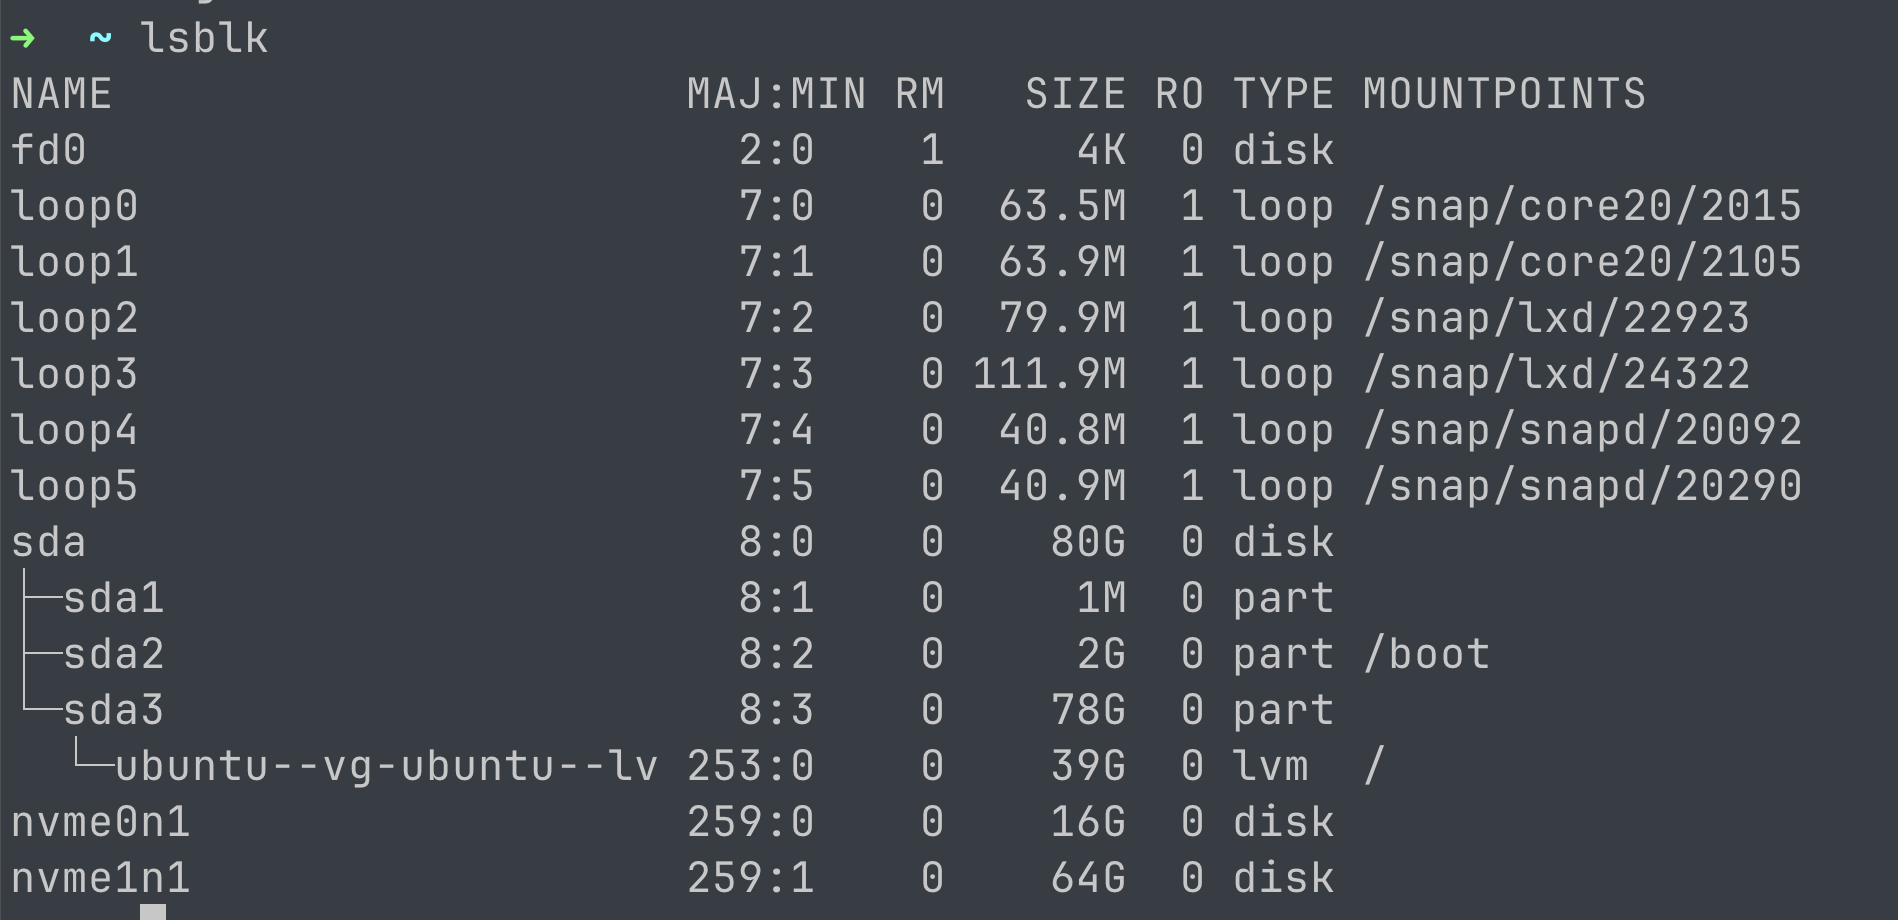 ➜  ~ lsblk
NAME                      MAJ:MIN RM   SIZE RO TYPE MOUNTPOINTS
fd0                         2:0    1     4K  0 disk
loop0                       7:0    0  63.5M  1 loop /snap/core20/2015
loop1                       7:1    0  63.9M  1 loop /snap/core20/2105
loop2                       7:2    0  79.9M  1 loop /snap/lxd/22923
loop3                       7:3    0 111.9M  1 loop /snap/lxd/24322
loop4                       7:4    0  40.8M  1 loop /snap/snapd/20092
loop5                       7:5    0  40.9M  1 loop /snap/snapd/20290
sda                         8:0    0    80G  0 disk
├─sda1                      8:1    0     1M  0 part
├─sda2                      8:2    0     2G  0 part /boot
└─sda3                      8:3    0    78G  0 part
  └─ubuntu--vg-ubuntu--lv 253:0    0    39G  0 lvm  /
nvme0n1                   259:0    0    16G  0 disk
nvme1n1                   259:1    0    64G  0 disk